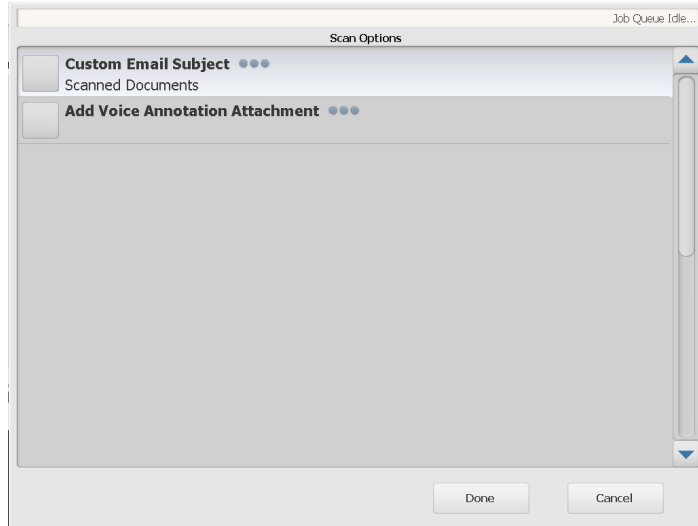 Job Queue Idle...
Scan Options
Custom Email Subject
Scanned Documents
Add Voice Annotation Attachment
Done
Cancel